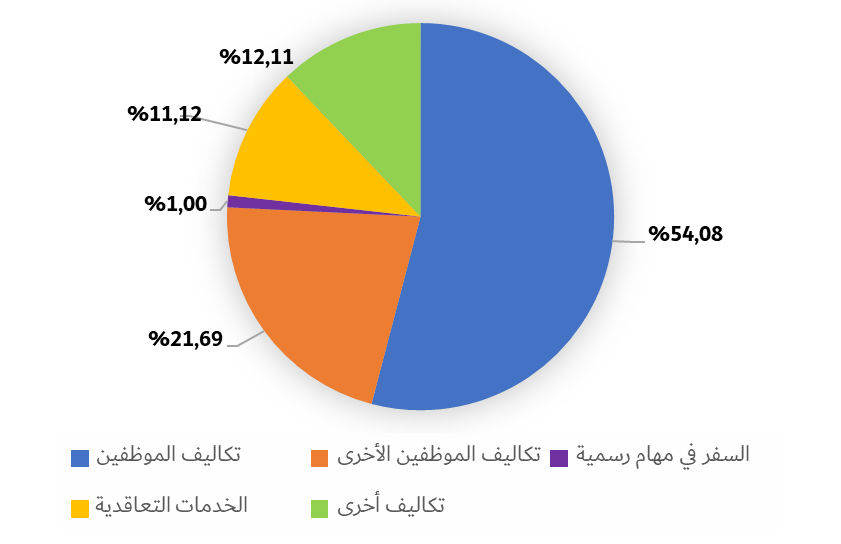 %12,11
%11,12
%1,00
%54,08
%21,69
تكاليف الموظفين
تكاليف الموظفين الأخرى
السفر في مهام رسمية
الخدمات التعاقدية
تكاليف أخرى